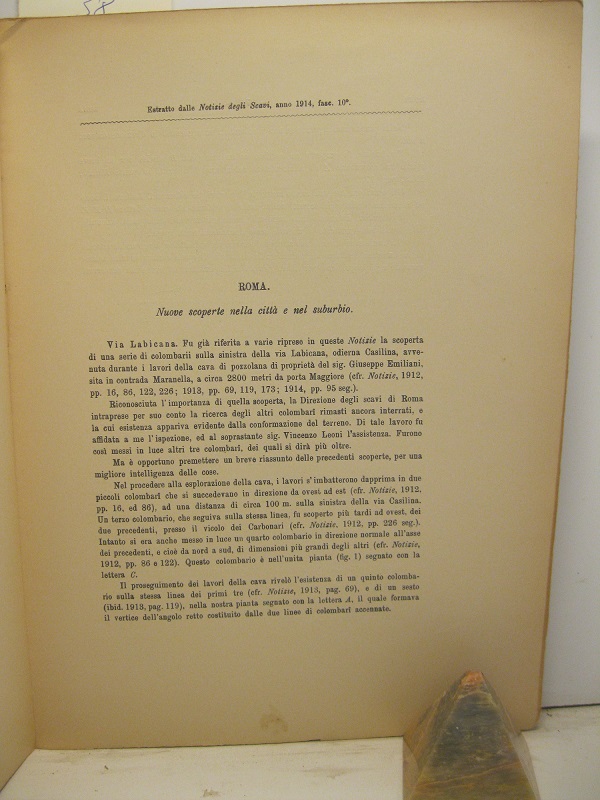 58
Estratto dalle Notizie degli Scavi, anno 1914, fasc. 10°.
ROMA.
Nuove scoperte nella città e nel suburbio.
Via Labicana. Fu già riferita a varie riprese in queste Notizie la scoperta
di una serie di colombarii sulla sinistra della via Labicana, odierna Casilina, avve-
nuta durante i lavori della cava di pozzolana di proprietà del sig. Giuseppe Emiliani,
sita in contrada Maranella, a circa 2800 metri da porta Maggiore (cfr. Notizie, 1912,
pp. 16, 86, 122, 226; 1913, pp. 69, 119, 173; 1914, pp. 95 seg.).
Riconosciuta l'importanza di quella scoperta, la Direzione degli scavi di Roma
intraprese per suo conto la ricerca degli altri colombarî rimasti ancora interrati, e
la cui esistenza appariva evidente dalla conformazione del terreno. Di tale lavoro fu
affidata a me l'ispezione, ed al soprastante sig. Vincenzo Leoni l'assistenza. Furono
così messi in luce altri tre colombarî, dei quali si dirà più oltre.
Ma è opportuno premettere un breve riassunto delle precedenti scoperte, per una
migliore intelligenza delle cose.
Nel procedere alla esplorazione della cava, i lavori s'imbatterono dapprima in due
piccoli colombarî che si succedevano in direzione da ovest ad est (cfr. Notizie, 1912,
pp. 16, ed 86), ad una distanza di circa 100 m. sulla sinistra della via Casilina.
Un terzo colombario, che seguiva sulla stessa linea, fu scoperto più tardi ad ovest, dei
due precedenti, presso il vicolo dei Carbonari (cfr. Notizie, 1912, pp. 226 seg.).
Intanto si era anche messo in luce un quarto colombario in direzione normale all'asse
dei precedenti, e cioè da nord a sud, di dimensioni più grandi degli altri (cfr. Notizie,
1912, pp. 86 e 122). Questo colombario è nell'unita pianta (fig. 1) segnato con la
lettera C.
Il proseguimento dei lavori della cava rivelò l'esistenza di un quinto colomba-
rio sulla stessa linea dei primi tre (cfr. Notizie, 1913, pag. 69), e di un sesto
(ibid. 1913, pag. 119), nella nostra pianta segnato con la lettera A, il quale formava
il vertice dell'angolo retto costituito dalle due linee di colombarî accennate.